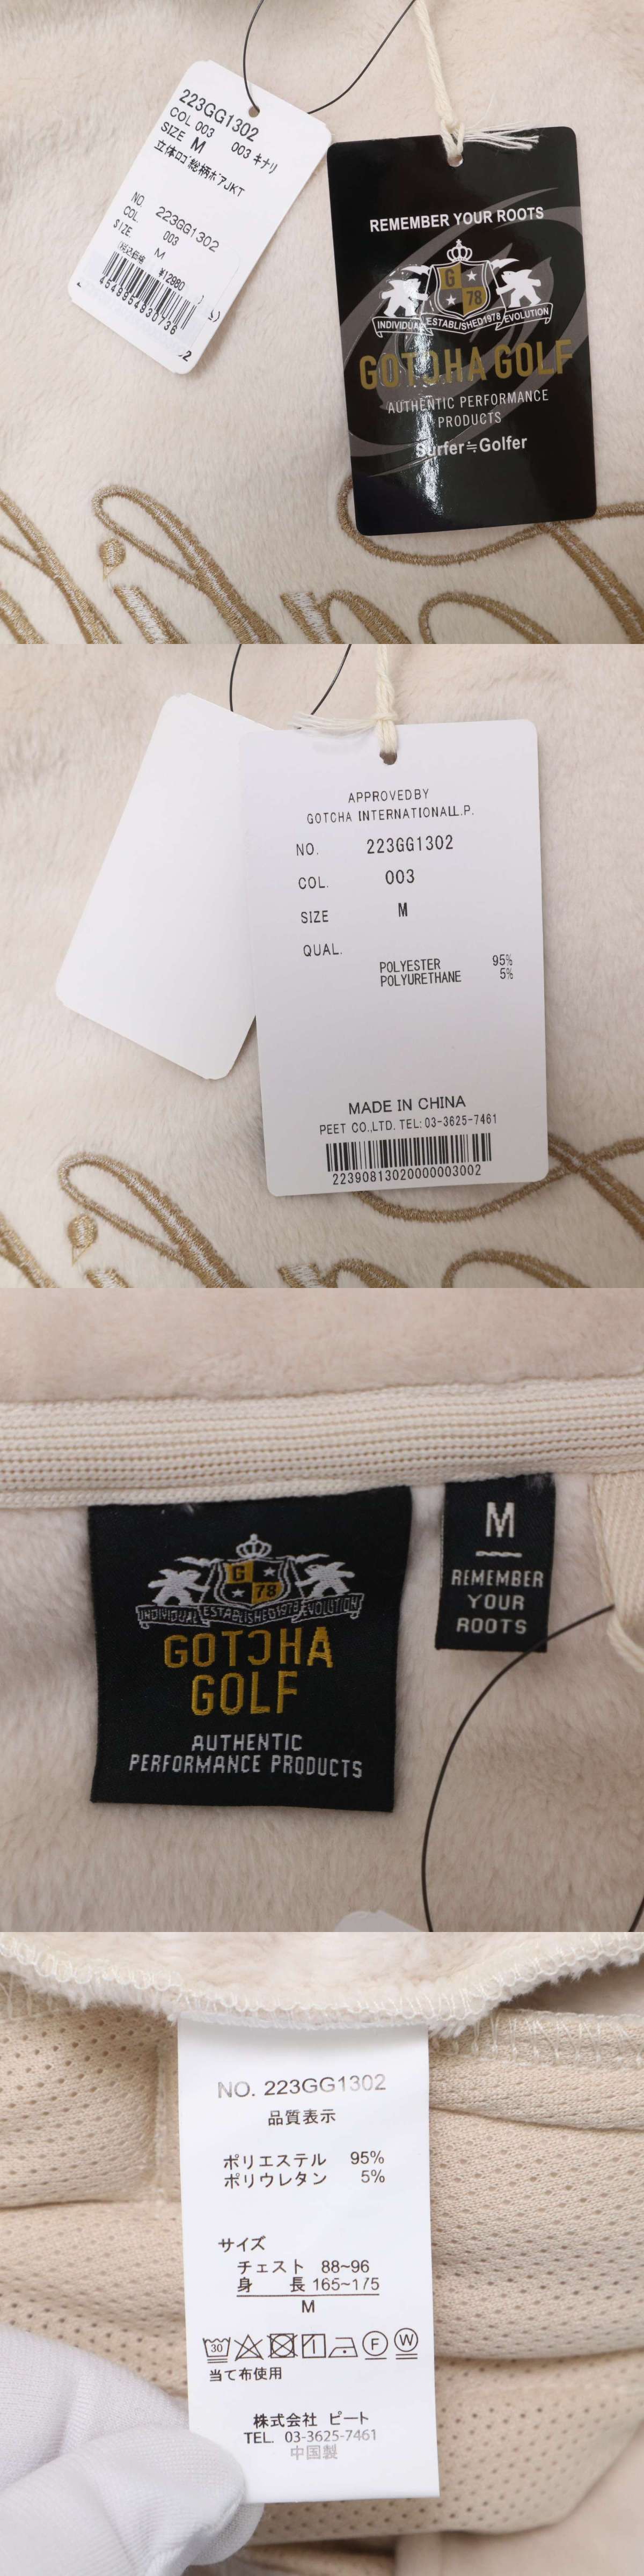 223GG1302
COL 003 003 キナリ
SIZE M
立体ロゴ総柄ボアJKT
NO. 223GG1302
COL 003
SIZE M
税込価格 ¥12980
4549954930736
REMEMBER YOUR ROOTS
G
78
INDIVIDUAL ESTABLISHED1978 EVOLUTION
GOTCHA GOLF
AUTHENTIC PERFORMANCE
PRODUCTS
Surfer≒Golfer
APPROVEDBY
GOTCHA INTERNATIONALL.P.
NO. 223GG1302
COL. 003
SIZE M
QUAL.
POLYESTER 95%
POLYURETHANE 5%
MADE IN CHINA
PEET CO.,LTD. TEL: 03-3625-7461
22390813020000003002
G
78
INDIVIDUAL ESTABLISHED1978 EVOLUTION
GOTCHA
GOLF
AUTHENTIC
PERFORMANCE PRODUCTS
M
REMEMBER
YOUR
ROOTS
NO. 223GG1302
品質表示
ポリエステル 95%
ポリウレタン 5%
サイズ
チェスト 88~96
身 長 165~175
M
30
F
W
当て布使用
株式会社 ピート
TEL. 03-3625-7461
中国製